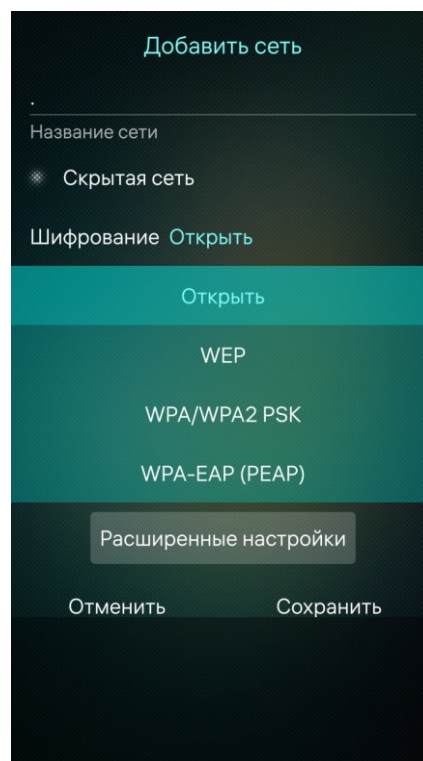 Добавить сеть
.
Название сети
Скрытая сеть
Шифрование Открыть
Открыть
WEP
WPA/WPA2 PSK
WPA-EAP (PEAP)
Расширенные настройки
Отменить Сохранить